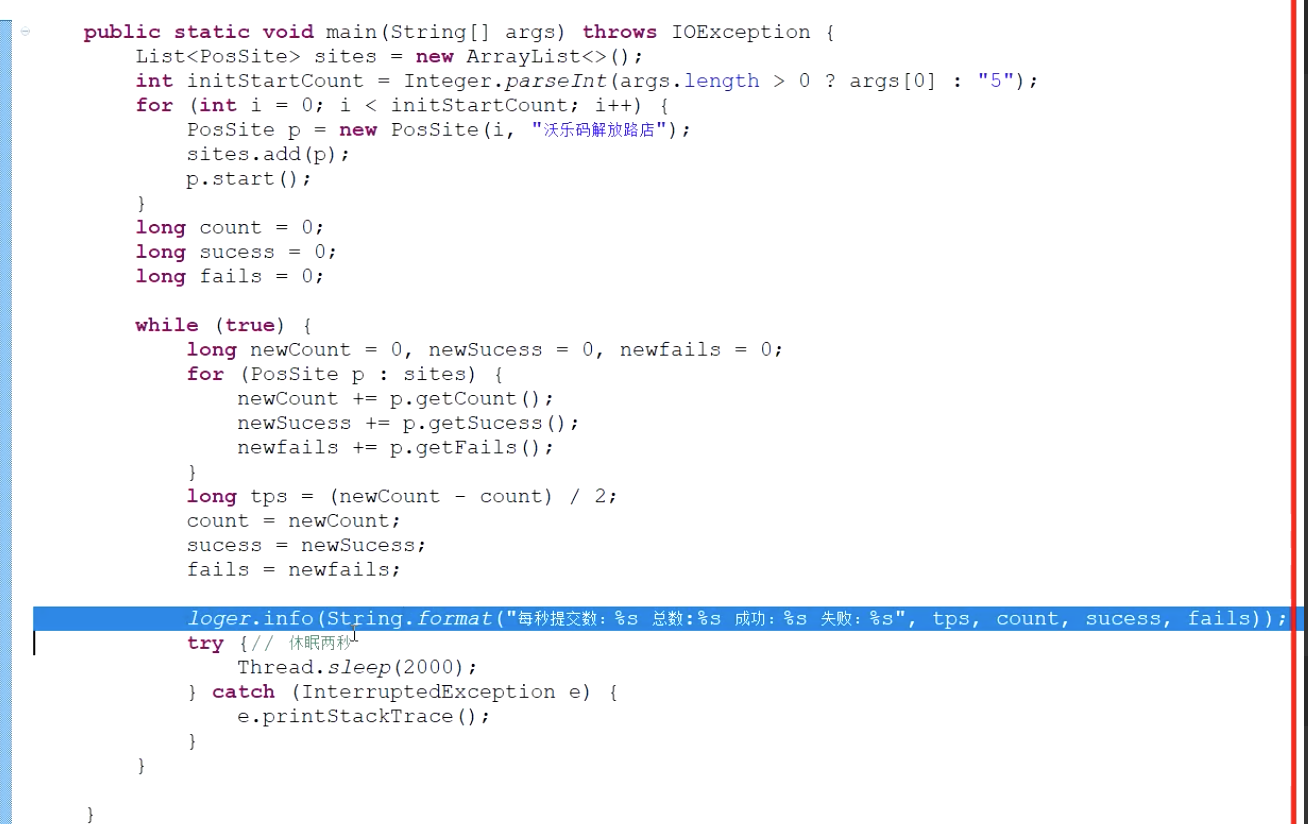 public static void main(String[] args) throws IOException {
List<PosSite> sites = new ArrayList<>();
int initStartCount = Integer.parseInt(args.length > 0 ? args[0] : "5");
for (int i = 0; i < initStartCount; i++) {
PosSite p = new PosSite(i, "沃乐码解放路店");
sites.add(p);
p.start();
}
long count = 0;
long sucess = 0;
long fails = 0;
while (true) {
long newCount = 0, newSucess = 0, newfails = 0;
for (PosSite p : sites) {
newCount += p.getCount();
newSucess += p.getSucess();
newfails += p.getFails();
}
long tps = (newCount - count) / 2;
count = newCount;
sucess = newSucess;
fails = newfails;
loger.info(String.format("每秒提交数：%s 总数:%s 成功：%s 失败：%s", tps, count, sucess, fails));
try {// 休眠两秒
Thread.sleep(2000);
} catch (InterruptedException e) {
e.printStackTrace();
}
}
}